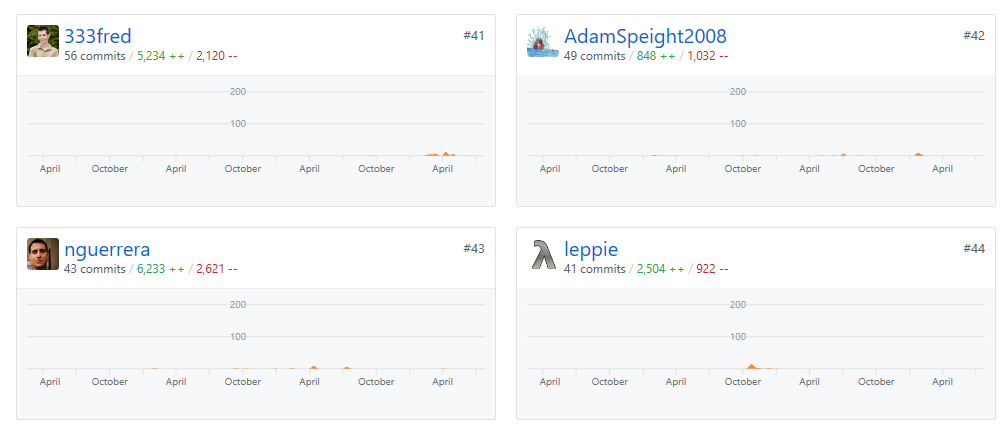 333fred
#41
56 commits / 5,234 ++ / 2,120 --
200
100
April October April October April October April
AdamSpeight2008
#42
49 commits / 848 ++ / 1,032 --
200
100
April October April October April October April
nguerrera
#43
43 commits / 6,233 ++ / 2,621 --
200
100
April October April October April October April
leppie
#44
41 commits / 2,504 ++ / 922 --
200
100
April October April October April October April